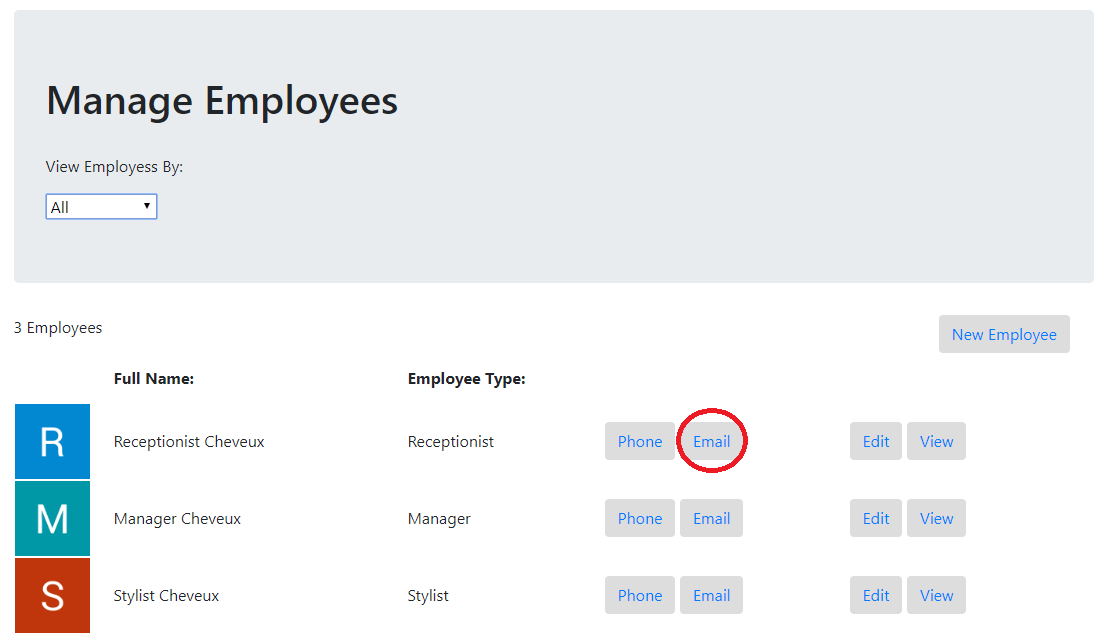 Manage Employees
View Employess By:
All
3 Employees
New Employee
Full Name: Employee Type:
R Receptionist Cheveux Receptionist Phone Email Edit View
M Manager Cheveux Manager Phone Email Edit View
S Stylist Cheveux Stylist Phone Email Edit View